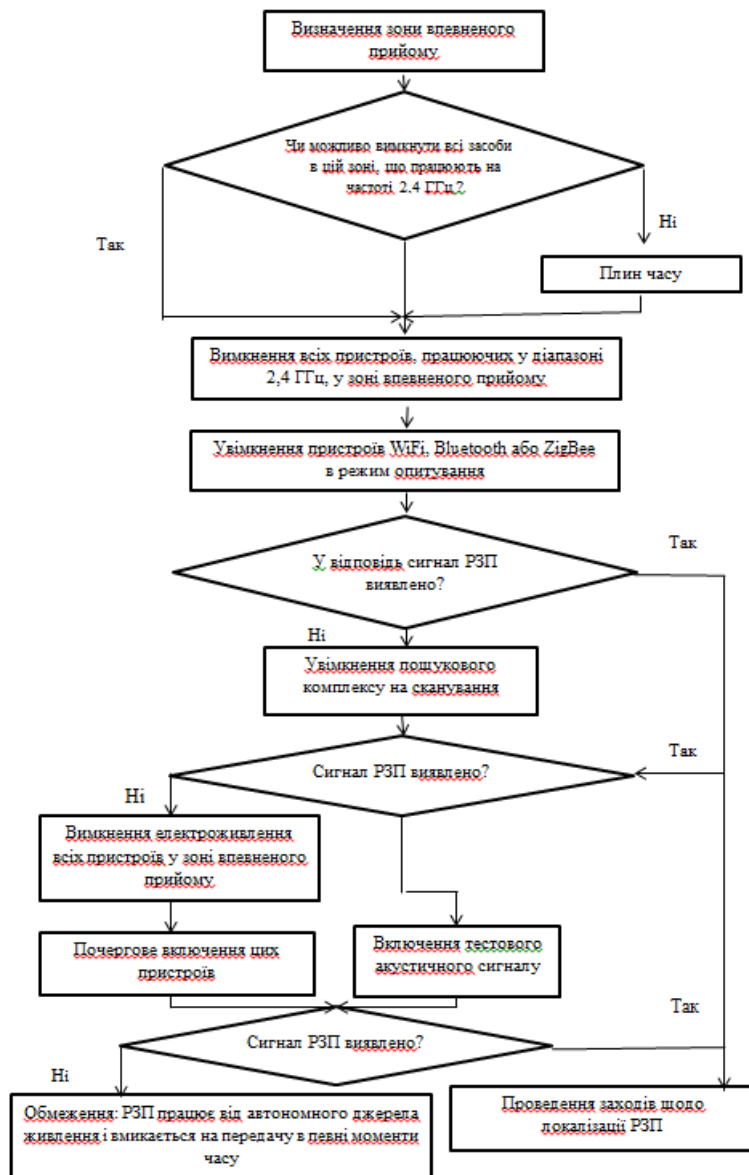 Визначення зони впевненого
прийому
Чи можливо вимкнути всі засоби
в цій зоні, що працюють на
частоті 2,4 ГГц,?
Так
Ні
Плин часу
Вимкнення всіх пристроїв, працюючих у діапазоні
2,4 ГГц, у зоні впевненого прийому
Увімкнення пристроїв WiFi, Bluetooth або ZigBee
в режим опитування
У відповідь сигнал РЗП
виявлено?
Так
Ні
Увімкнення пошукового
комплексу на сканування
Сигнал РЗП виявлено?
Так
Ні
Вимкнення електроживлення
всіх пристроїв у зоні впевненого
прийому
Почергове включення цих
пристроїв
Включення тестового
акустичного сигналу
Сигнал РЗП виявлено?
Так
Ні
Обмеження: РЗП працює від автономного джерела
живлення і вмикається на передачу в певні моменти
часу
Проведення заходів щодо
локалізації РЗП